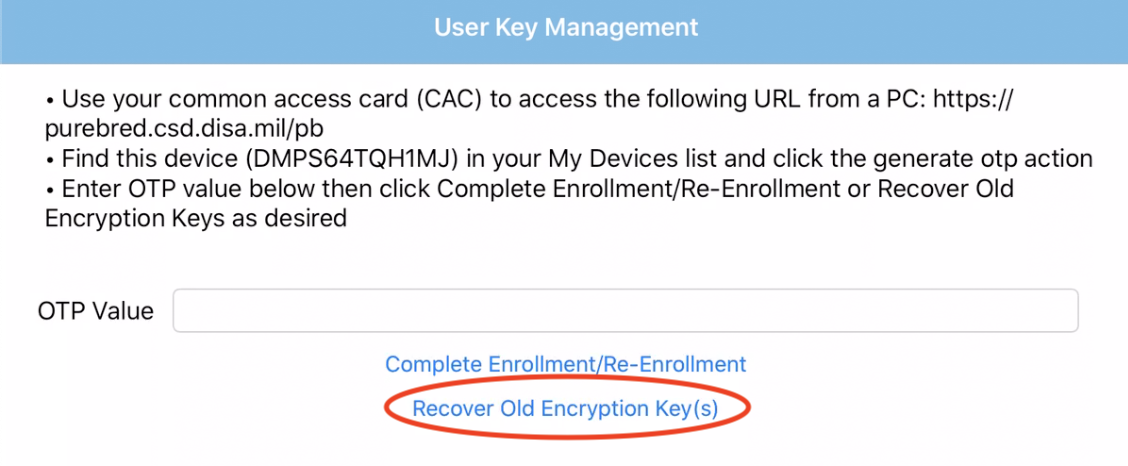 User Key Management
• Use your common access card (CAC) to access the following URL from a PC: https://
purebred.csd.disa.mil/pb
• Find this device (DMPS64TQH1MJ) in your My Devices list and click the generate otp action
• Enter OTP value below then click Complete Enrollment/Re-Enrollment or Recover Old
Encryption Keys as desired
OTP Value
Complete Enrollment/Re-Enrollment
Recover Old Encryption Key(s)